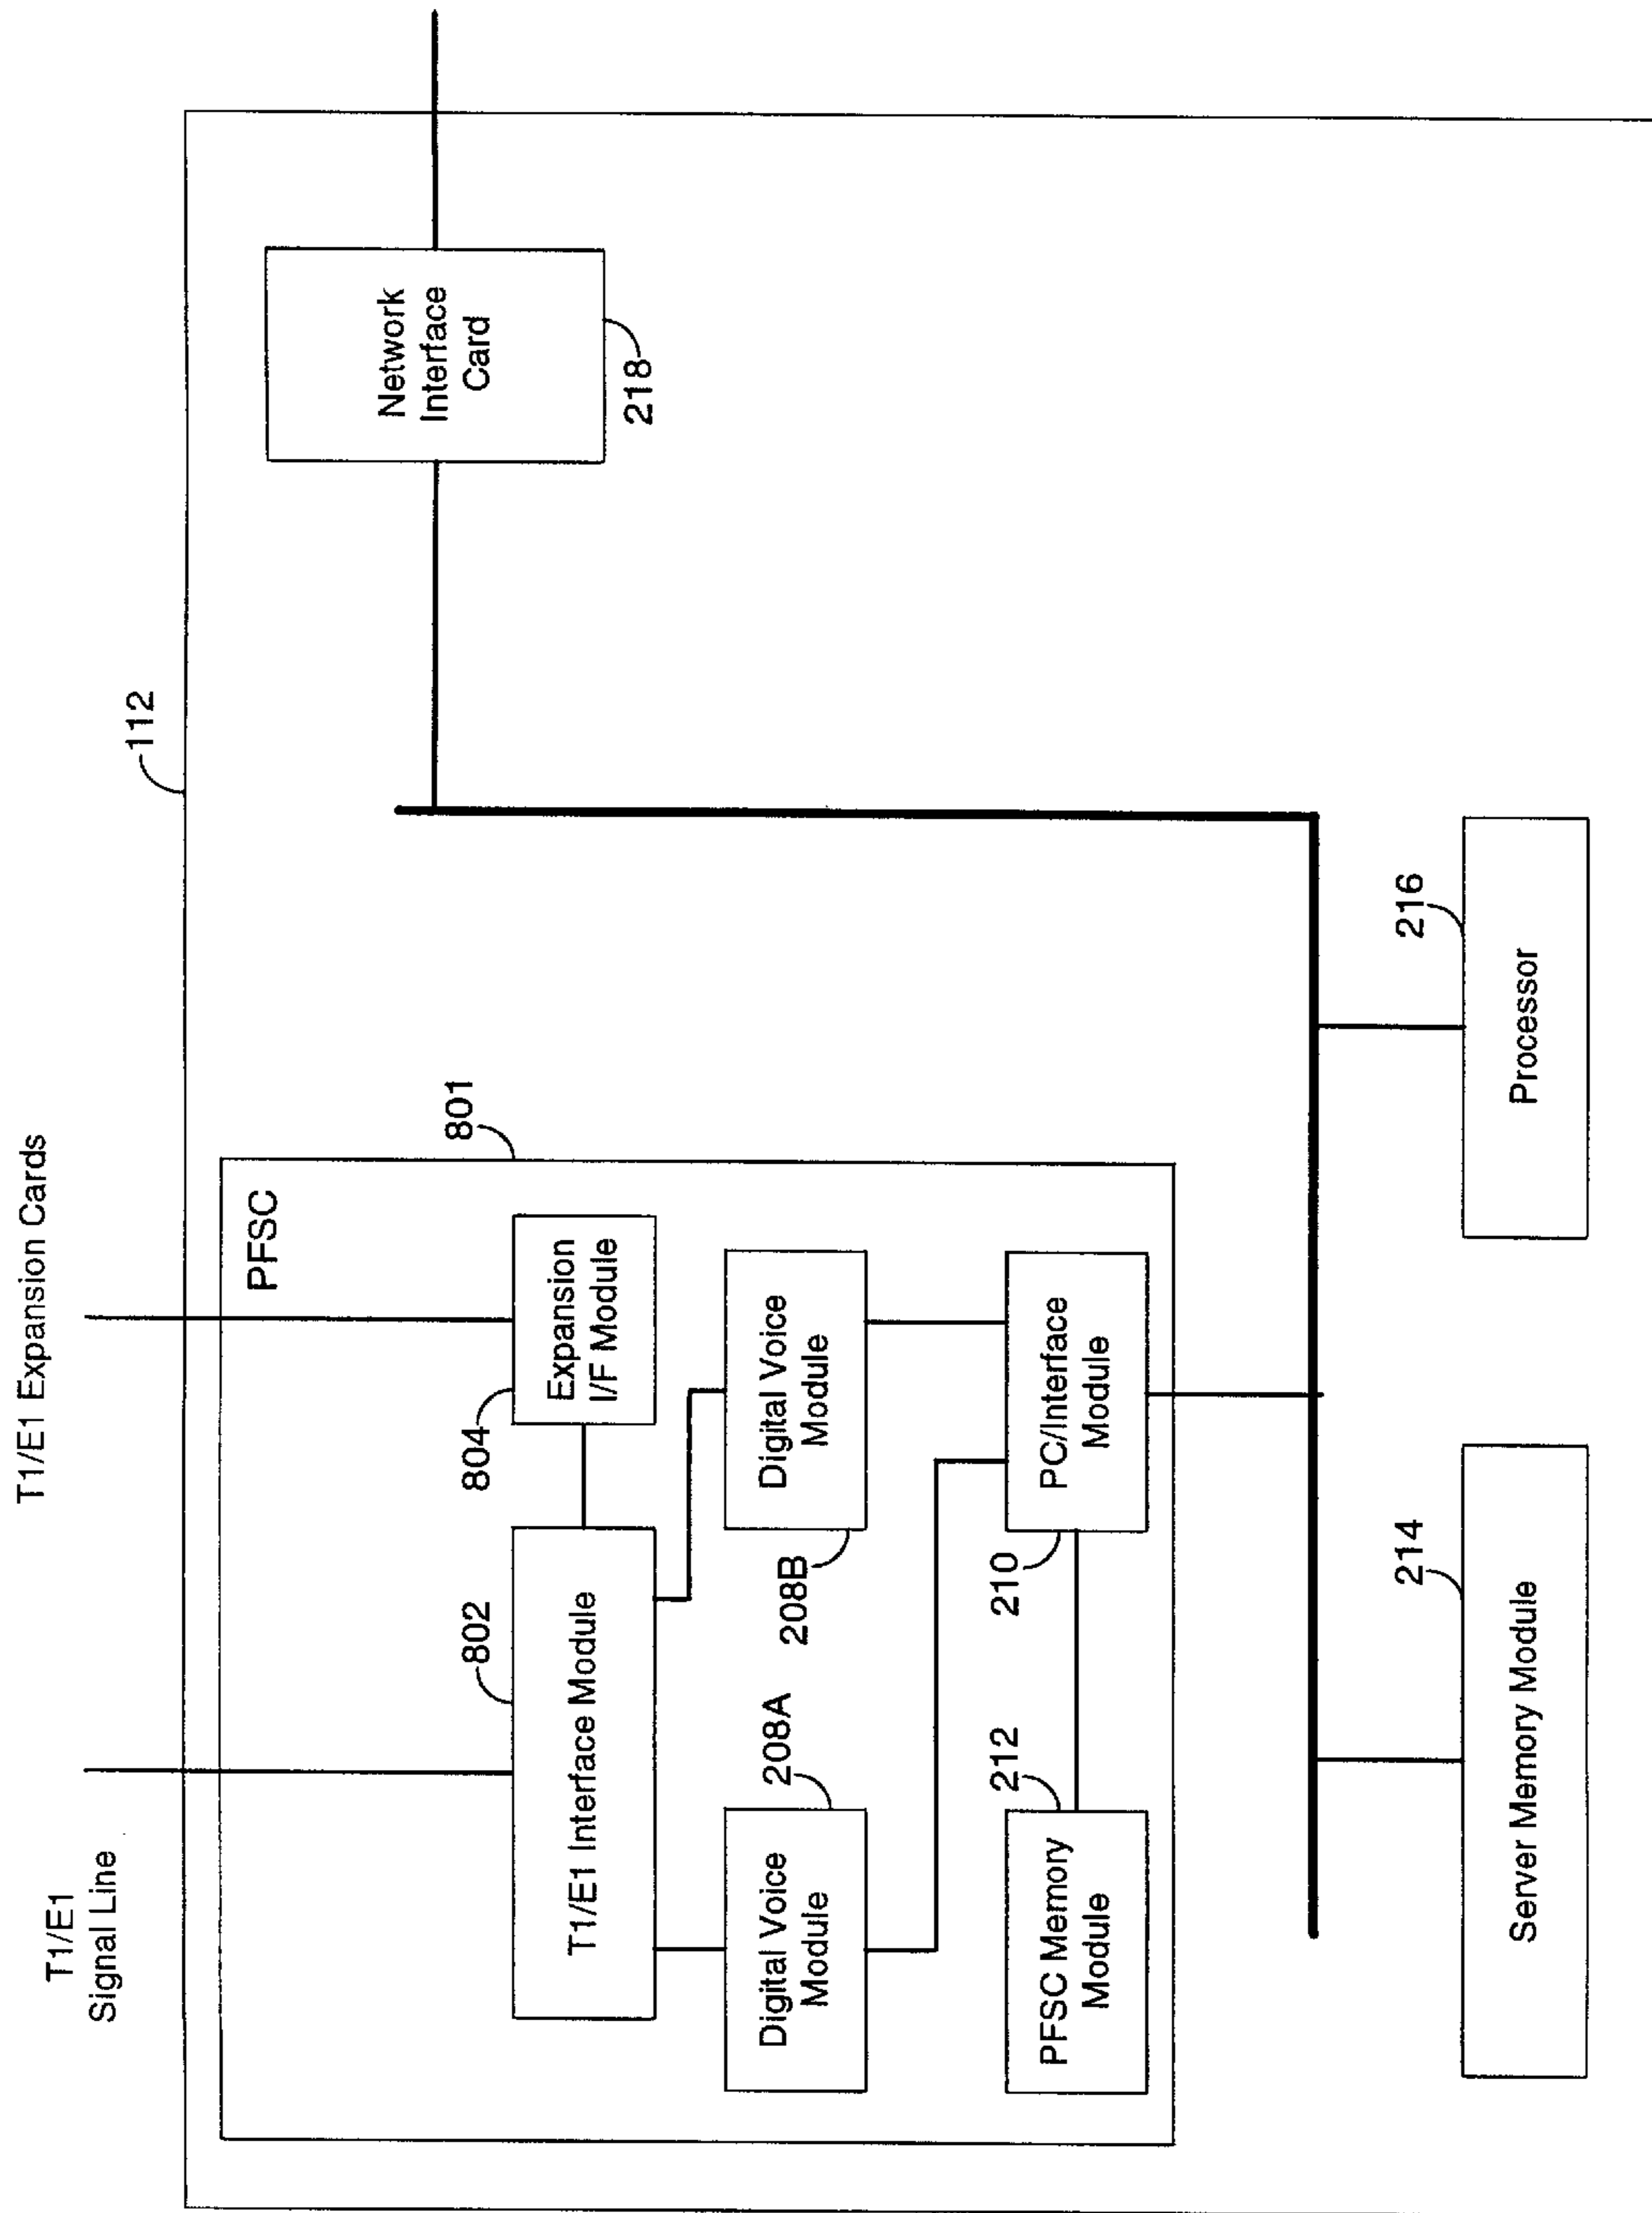 T1/E1
Signal Line
T1/E1 Expansion Cards
112
PFSC
801
802
T1/E1 Interface Module
804
Expansion
I/F Module
208A
Digital Voice
Module
208B
Digital Voice
Module
212
PFSC Memory
Module
210
PC/Interface
Module
Network
Interface
Card
218
214
Server Memory Module
216
Processor